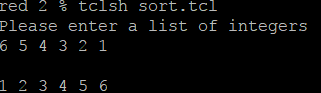 red 2 % tclsh sort.tcl
Please enter a list of integers
6 5 4 3 2 1
1 2 3 4 5 6